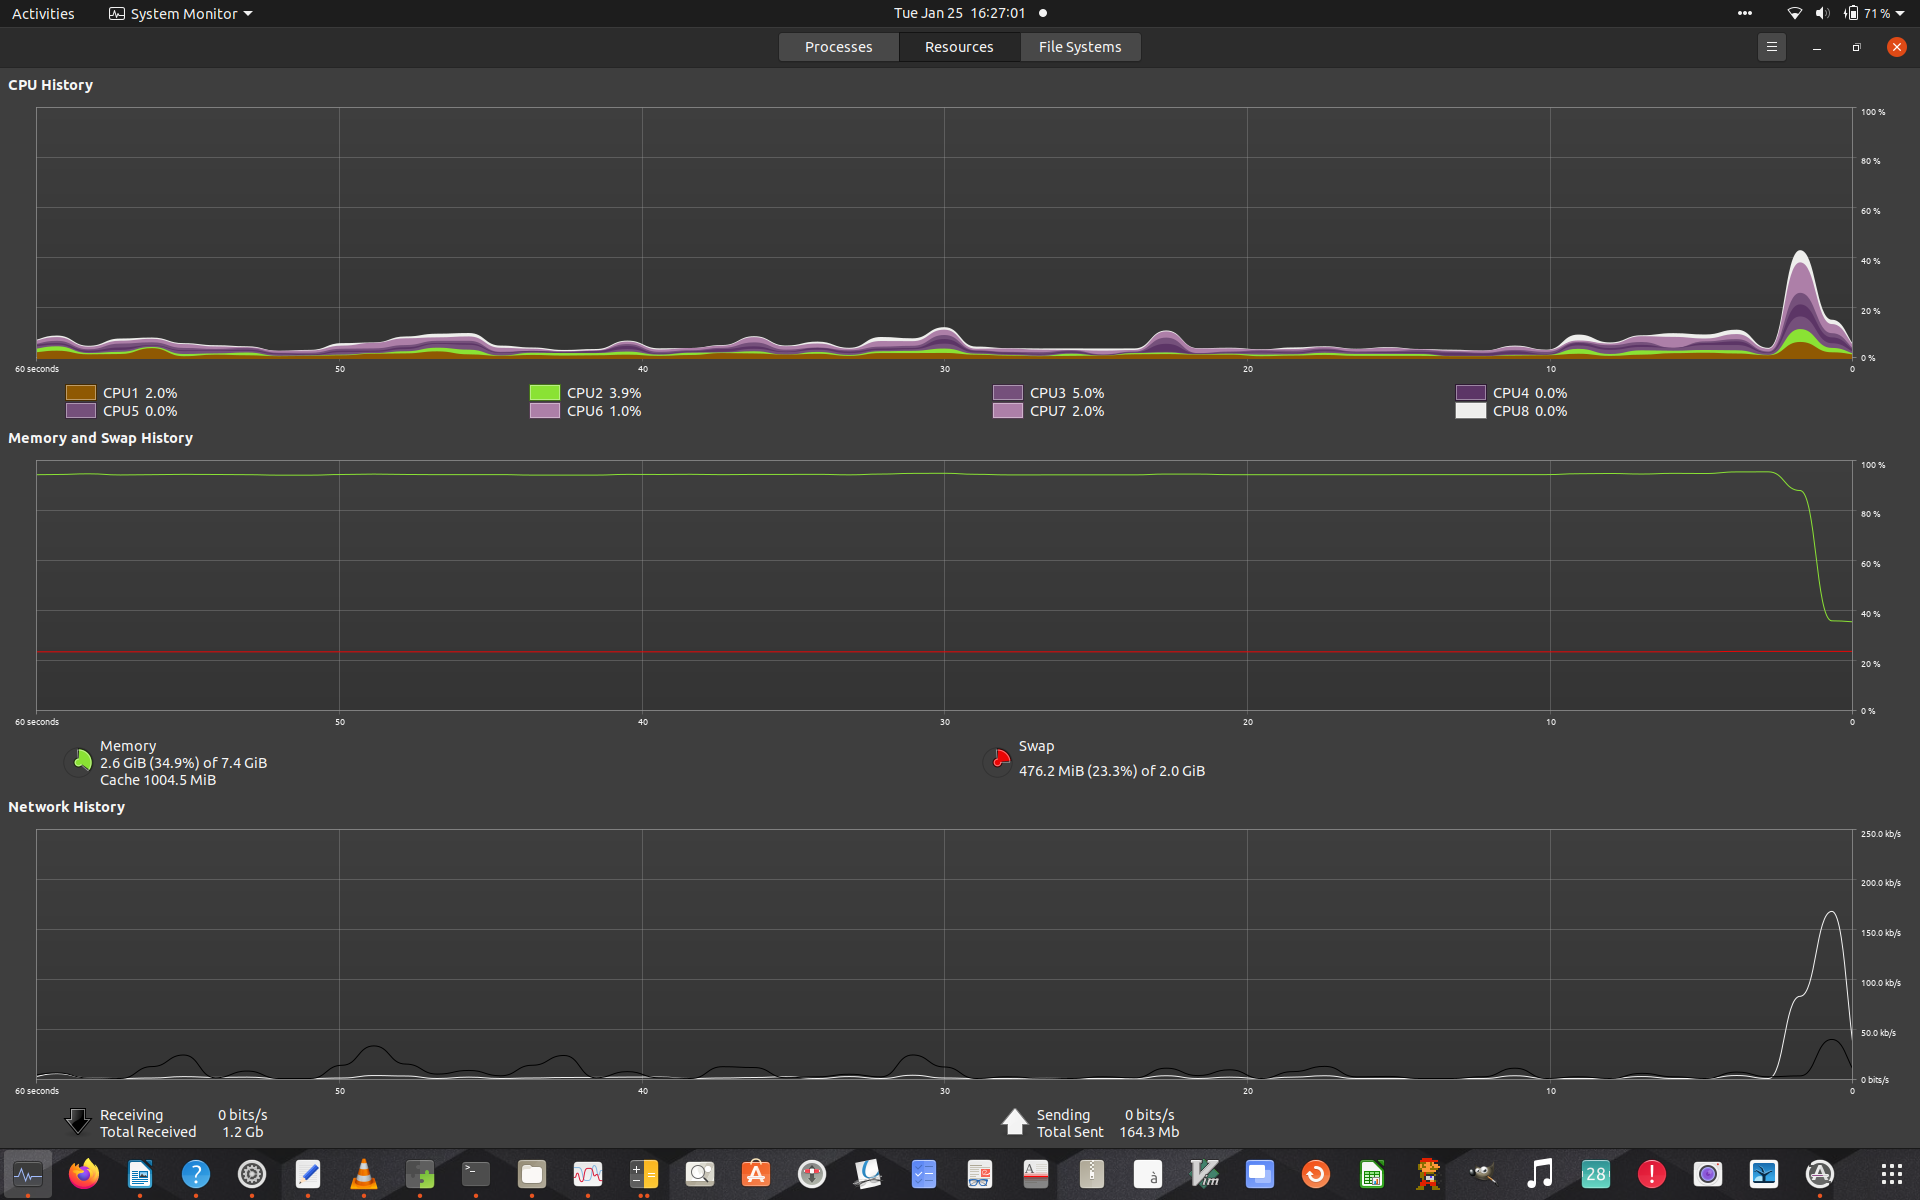 Activities System Monitor Tue Jan 25 16:27:01 71 %
Processes Resources File Systems
CPU History
100 %
80 %
60 %
40 %
20 %
0 %
60 seconds 50 40 30 20 10 0
CPU1 2.0% CPU2 3.9% CPU3 5.0% CPU4 0.0%
CPU5 0.0% CPU6 1.0% CPU7 2.0% CPU8 0.0%
Memory and Swap History
100 %
80 %
60 %
40 %
20 %
0 %
60 seconds 50 40 30 20 10 0
Memory
2.6 GiB (34.9%) of 7.4 GiB
Cache 1004.5 MiB
Swap
476.2 MiB (23.3%) of 2.0 GiB
Network History
250.0 kb/s
200.0 kb/s
150.0 kb/s
100.0 kb/s
50.0 kb/s
0 bits/s
60 seconds 50 40 30 20 10 0
Receiving 0 bits/s
Total Received 1.2 Gb
Sending 0 bits/s
Total Sent 164.3 Mb
? >_ A A à Vim 28 !